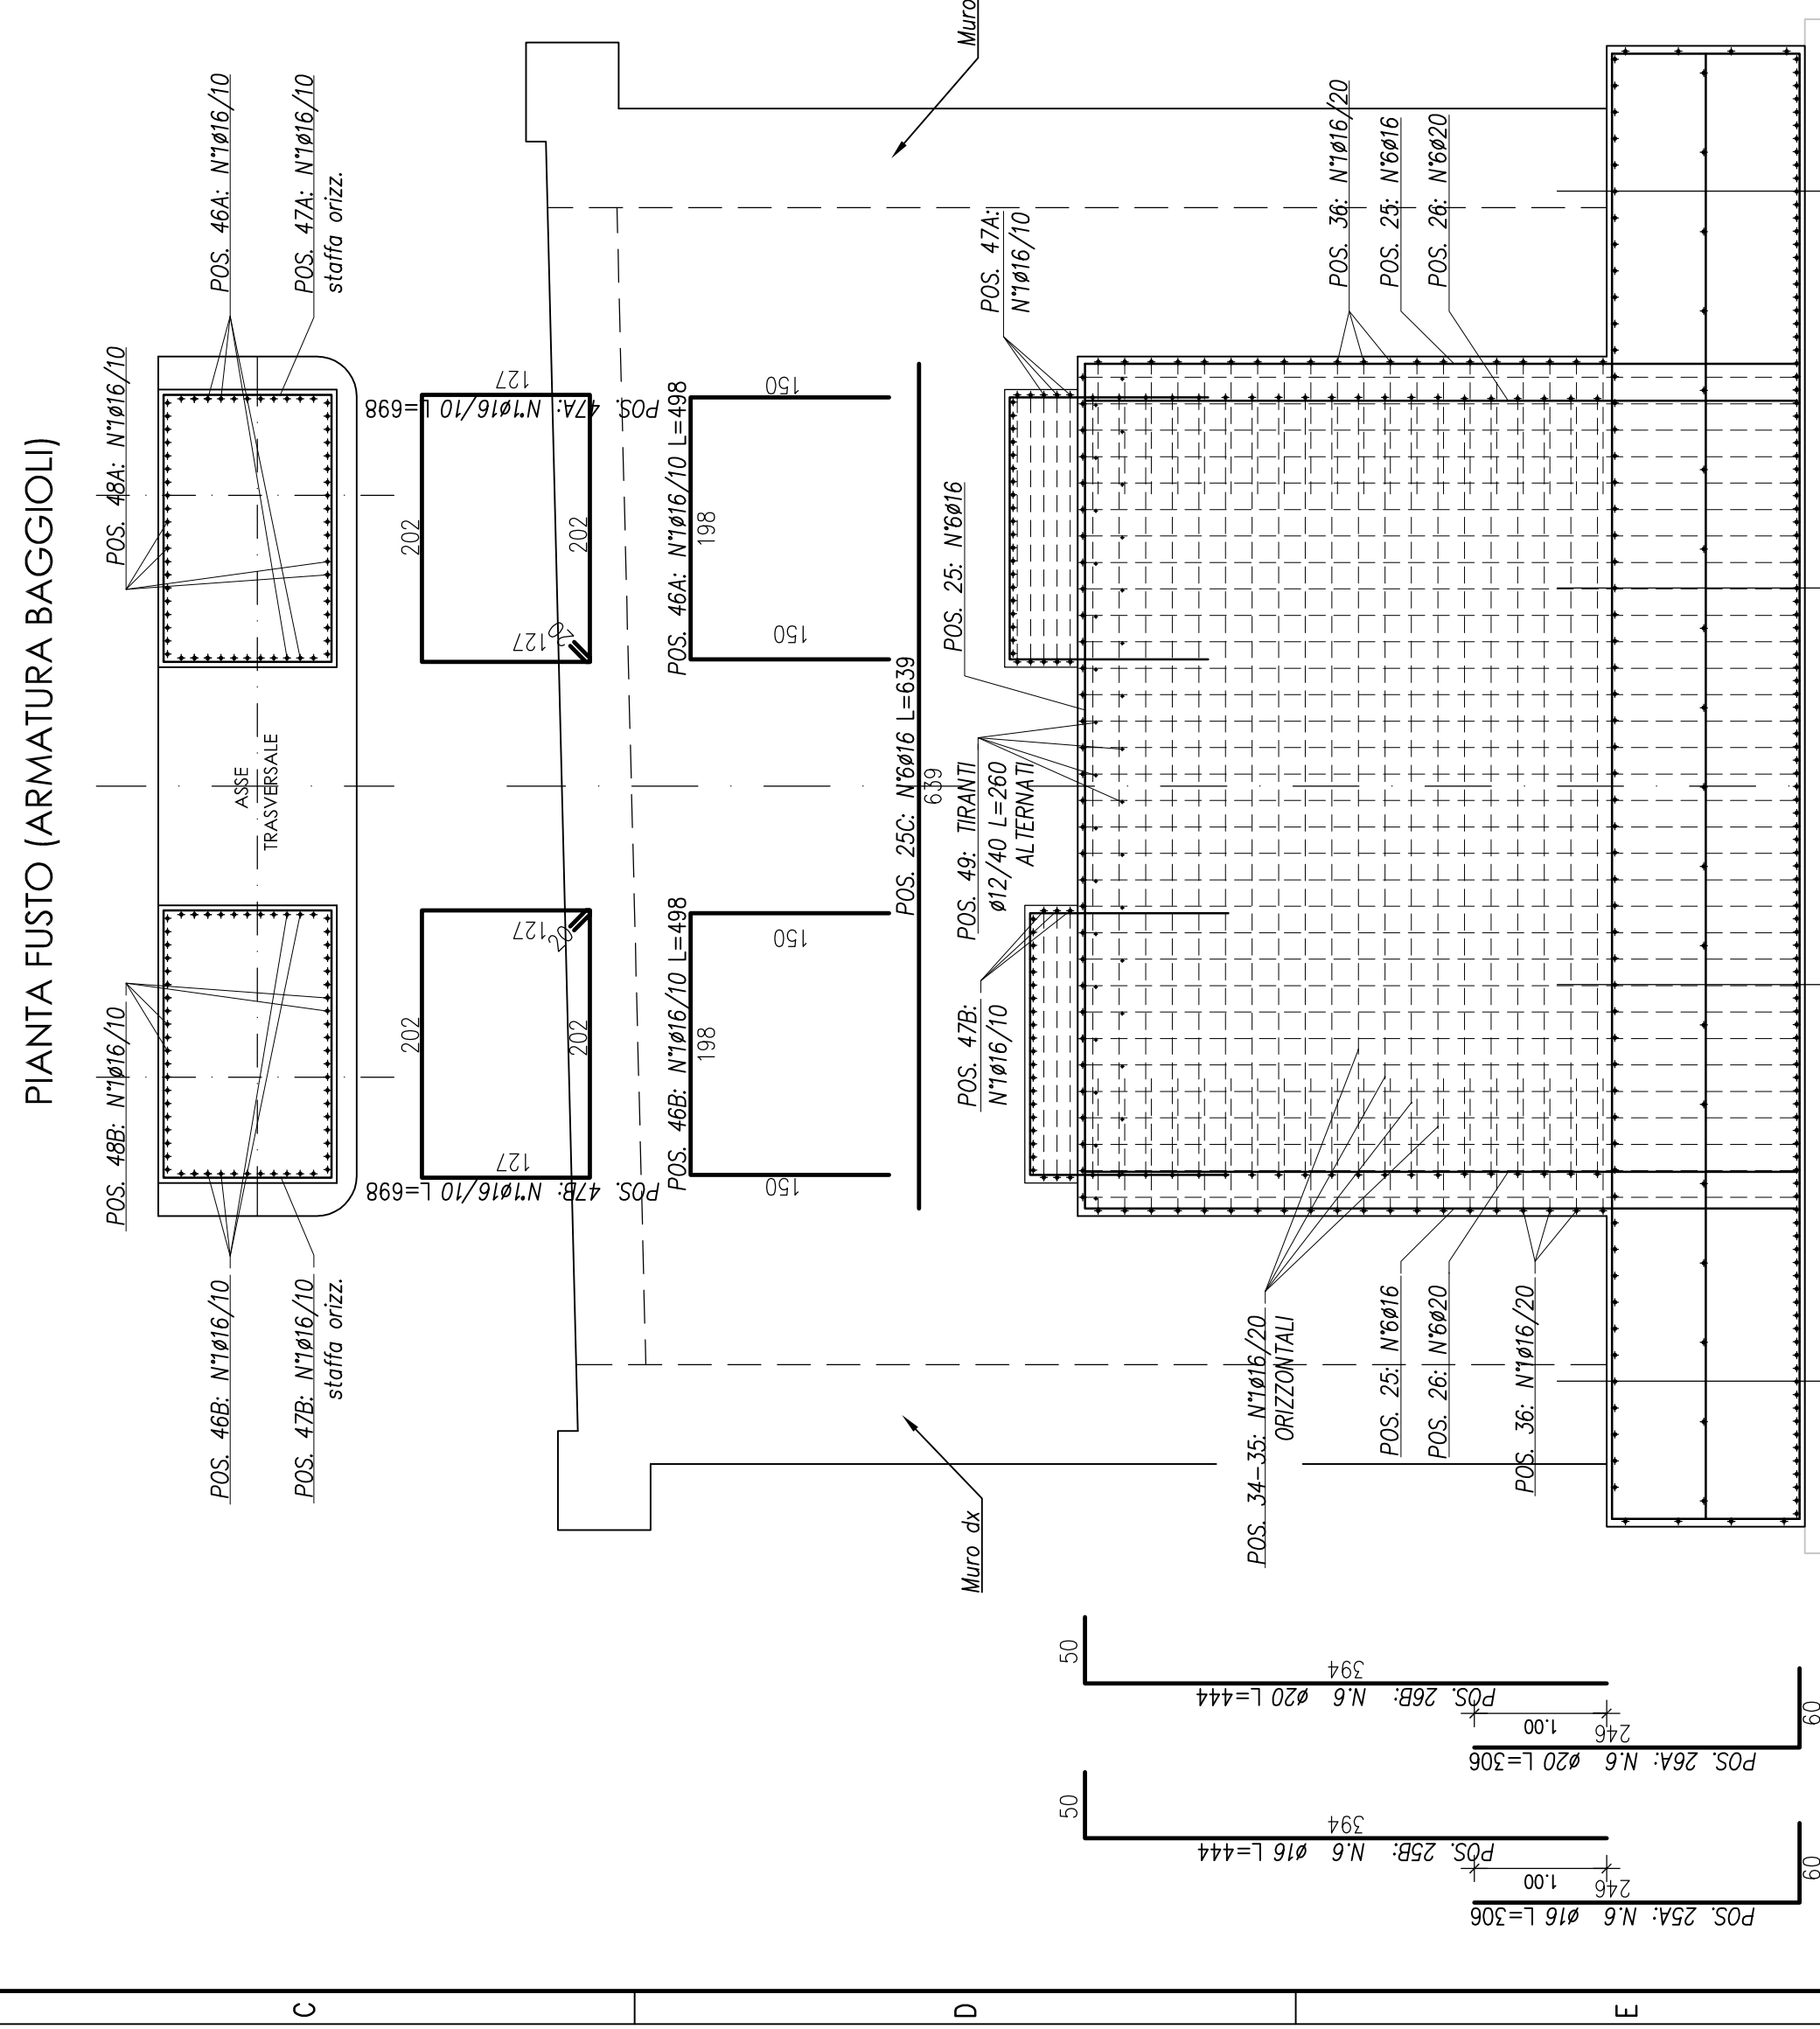 PIANTA FUSTO (ARMATURA BAGGIOLI)
POS. 48B: N°1ø16/10
POS. 48A: N°1ø16/10
POS. 46B: N°1ø16/10
POS. 46A: N°1ø16/10
POS. 47B: N°1ø16/10
staffa orizz.
POS. 47A: N°1ø16/10
staffa orizz.
ASSE
TRASVERSALE
202
127
127
202
20
POS. 47B: N°1ø16/10 L=698
202
127
127
202
20
POS. 47A: N°1ø16/10 L=698
POS. 46B: N°1ø16/10 L=498
198
150
150
POS. 46A: N°1ø16/10 L=498
198
150
150
POS. 25C: N°6ø16 L=639
639
Muro
Muro dx
POS. 47B:
N°1ø16/10
POS. 49: TIRANTI
ø12/40 L=260
ALTERNATI
POS. 25: N°6ø16
POS. 47A:
N°1ø16/10
POS. 34-35: N°1ø16/20
ORIZZONTALI
POS. 25: N°6ø16
POS. 26: N°6ø20
POS. 36: N°1ø16/20
POS. 36: N°1ø16/20
POS. 25: N°6ø16
POS. 26: N°6ø20
50
394
POS. 26B: N.6 ø20 L=444
1.00
246
POS. 26A: N.6 ø20 L=306
60
50
394
POS. 25B: N.6 ø16 L=444
1.00
246
POS. 25A: N.6 ø16 L=306
60
C
D
E